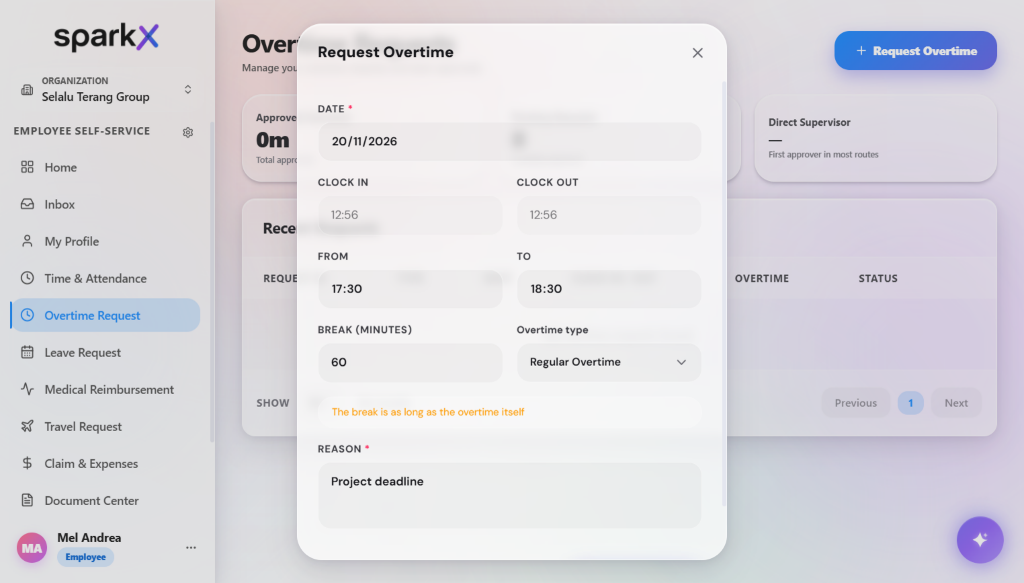 sparkX
ORGANIZATION
Selalu Terang Group
EMPLOYEE SELF-SERVICE
Home
Inbox
My Profile
Time & Attendance
Overtime Request
Leave Request
Medical Reimbursement
Travel Request
Claim & Expenses
Document Center
MA
Mel Andrea
Employee
Manage
+ Request Overtime
0m
Direct Supervisor
—
First approver in most routes
OVERTIME
STATUS
SHOW
Previous
1
Next
Request Overtime
DATE *
20/11/2026
CLOCK IN
CLOCK OUT
12:56
12:56
FROM
TO
17:30
18:30
BREAK (MINUTES)
Overtime type
60
Regular Overtime
The break is as long as the overtime itself
REASON *
Project deadline